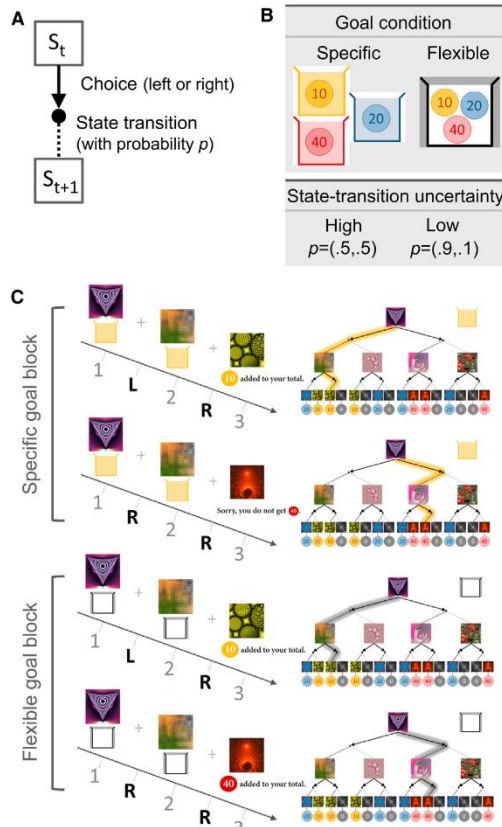 A
S_t
Choice (left or right)
State transition
(with probability p)
S_t+1
B
Goal condition
Specific
Flexible
10
20
40
10
20
40
State-transition uncertainty
High
Low
p=(.5,.5)
p=(.9,.1)
C
Specific goal block
+
+
10 added to your total.
1
L
2
R
3
+
+
Sorry, you do not get 40.
1
R
2
R
3
Flexible goal block
+
+
10 added to your total.
1
L
2
R
3
+
+
40 added to your total.
1
R
2
R
3